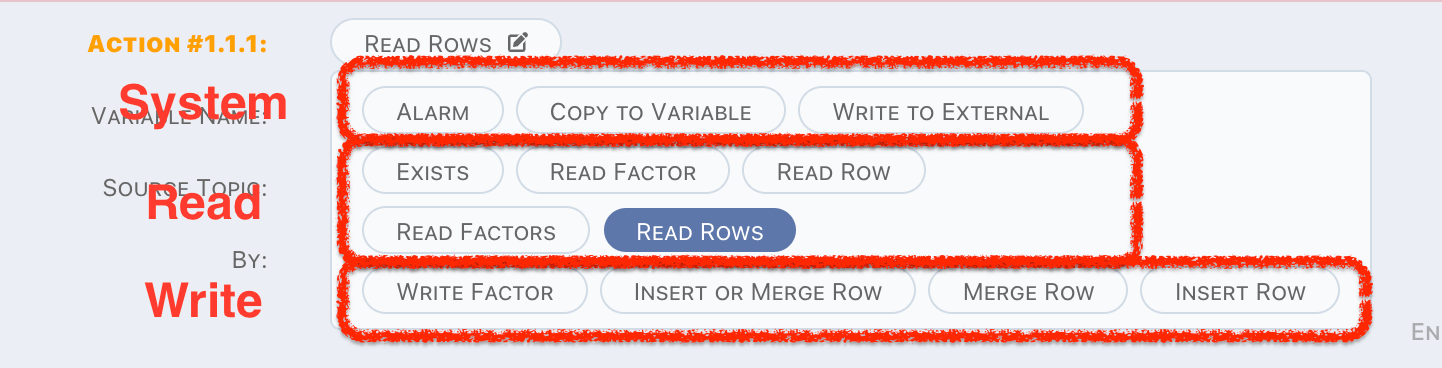 ACTION #1.1.1: READ ROWS
System
VARIABLE NAME: ALARM COPY TO VARIABLE WRITE TO EXTERNAL
EXISTS READ FACTOR READ ROW
SOURCE TOPIC:
Read
READ FACTORS READ ROWS
BY:
Write
WRITE FACTOR INSERT OR MERGE ROW MERGE ROW INSERT ROW